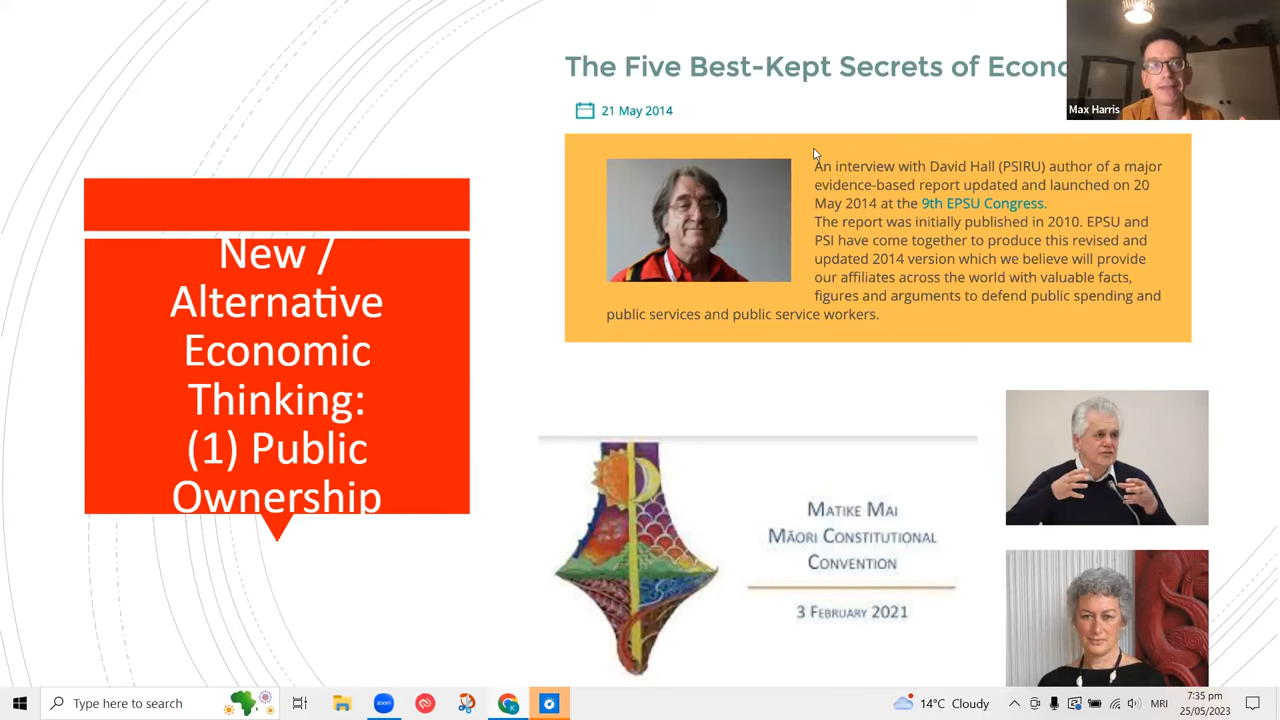 The Five Best-Kept Secrets of Econo
21 May 2014
Max Harris
An interview with David Hall (PSIRU) author of a major
evidence-based report updated and launched on 20
May 2014 at the 9th EPSU Congress.
The report was initially published in 2010. EPSU and
PSI have come together to produce this revised and
updated 2014 version which we believe will provide
our affiliates across the world with valuable facts,
figures and arguments to defend public spending and
public services and public service workers.
New /
Alternative
Economic
Thinking:
(1) Public
Ownership
Matike Mai
Māori Constitutional
Convention
3 February 2021
Type here to search
zoom
14°C Cloudy
MRI
7:35 pm
25/05/2023